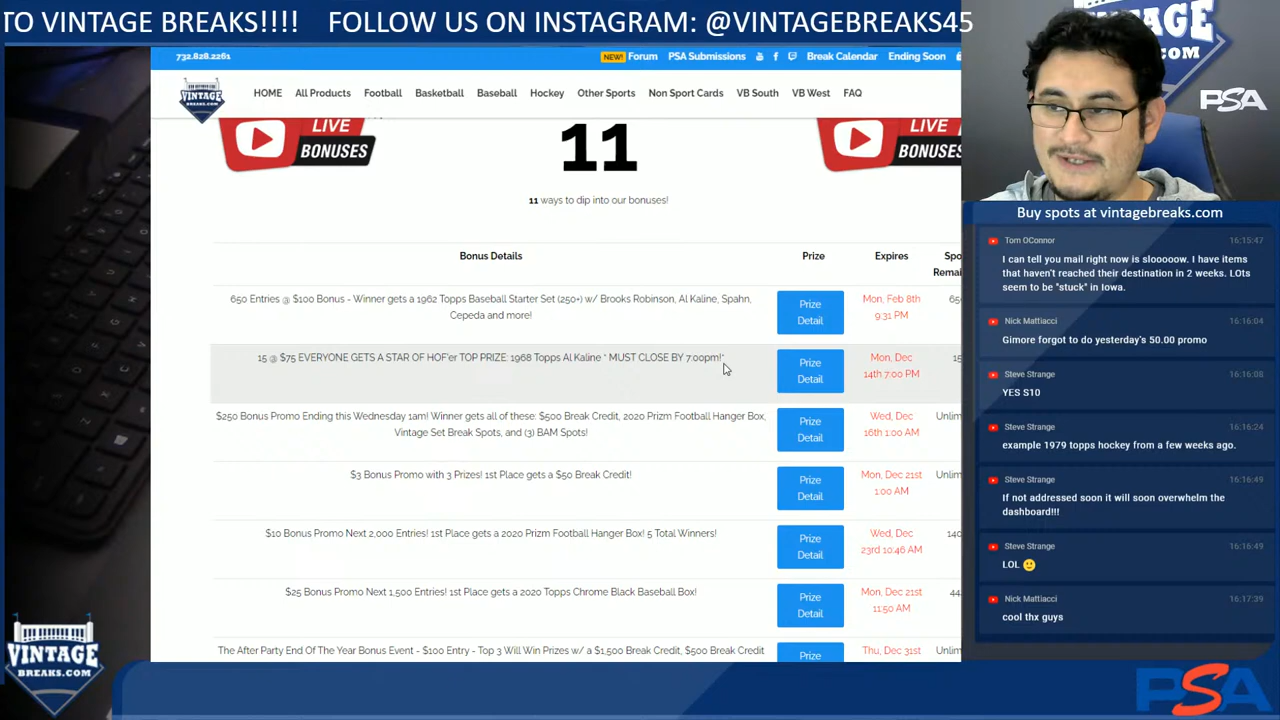 TO VINTAGE BREAKS!!!! FOLLOW US ON INSTAGRAM: @VINTAGEBREAKS45
732.828.2261 NEW! Forum PSA Submissions Break Calendar Ending Soon
VINTAGE BREAKS.COM HOME All Products Football Basketball Baseball Hockey Other Sports Non Sport Cards VB South VB West FAQ
LIVE BONUSES
11
LIVE BONUSES
11 ways to dip into our bonuses!
Bonus Details Prize Expires Spo
Remai
650 Entries @ $100 Bonus - Winner gets a 1962 Topps Baseball Starter Set (250+) w/ Brooks Robinson, Al Kaline, Spahn,
Cepeda and more!
Prize
Detail
Mon, Feb 8th
9:31 PM
65
15 @ $75 EVERYONE GETS A STAR OF HOF'er TOP PRIZE: 1968 Topps Al Kaline * MUST CLOSE BY 7:00pm!*
Prize
Detail
Mon, Dec
14th 7:00 PM
15
$250 Bonus Promo Ending this Wednesday 1am! Winner gets all of these: $500 Break Credit, 2020 Prizm Football Hanger Box,
Vintage Set Break Spots, and (3) BAM Spots!
Prize
Detail
Wed, Dec
16th 1:00 AM
Unlim
$3 Bonus Promo with 3 Prizes! 1st Place gets a $50 Break Credit!
Prize
Detail
Mon, Dec 21st
1:00 AM
Unlim
$10 Bonus Promo Next 2,000 Entries! 1st Place gets a 2020 Prizm Football Hanger Box! 5 Total Winners!
Prize
Detail
Wed, Dec
23rd 10:46 AM
140
$25 Bonus Promo Next 1,500 Entries! 1st Place gets a 2020 Topps Chrome Black Baseball Box!
Prize
Detail
Mon, Dec 21st
11:50 AM
44
The After Party End Of The Year Bonus Event - $100 Entry - Top 3 Will Win Prizes w/ a $1,500 Break Credit, $500 Break Credit
Prize
Thu, Dec 31st
Unlim
VINTAGE
.COM
PSA
Buy spots at vintagebreaks.com
Tom OConnor 16:15:47
I can tell you mail right now is slooooow. I have items
that haven't reached their destination in 2 weeks. LOts
seem to be "stuck" in Iowa.
Nick Mattiacci 16:16:04
Gimore forgot to do yesterday's 50.00 promo
Steve Strange 16:16:08
YES S10
Steve Strange 16:16:24
example 1979 topps hockey from a few weeks ago.
Steve Strange 16:16:49
If not addressed soon it will soon overwhelm the
dashboard!!!
Steve Strange 16:16:49
LOL 🙂
Nick Mattiacci 16:17:39
cool thx guys
VINTAGE
BREAKS.COM
PSA